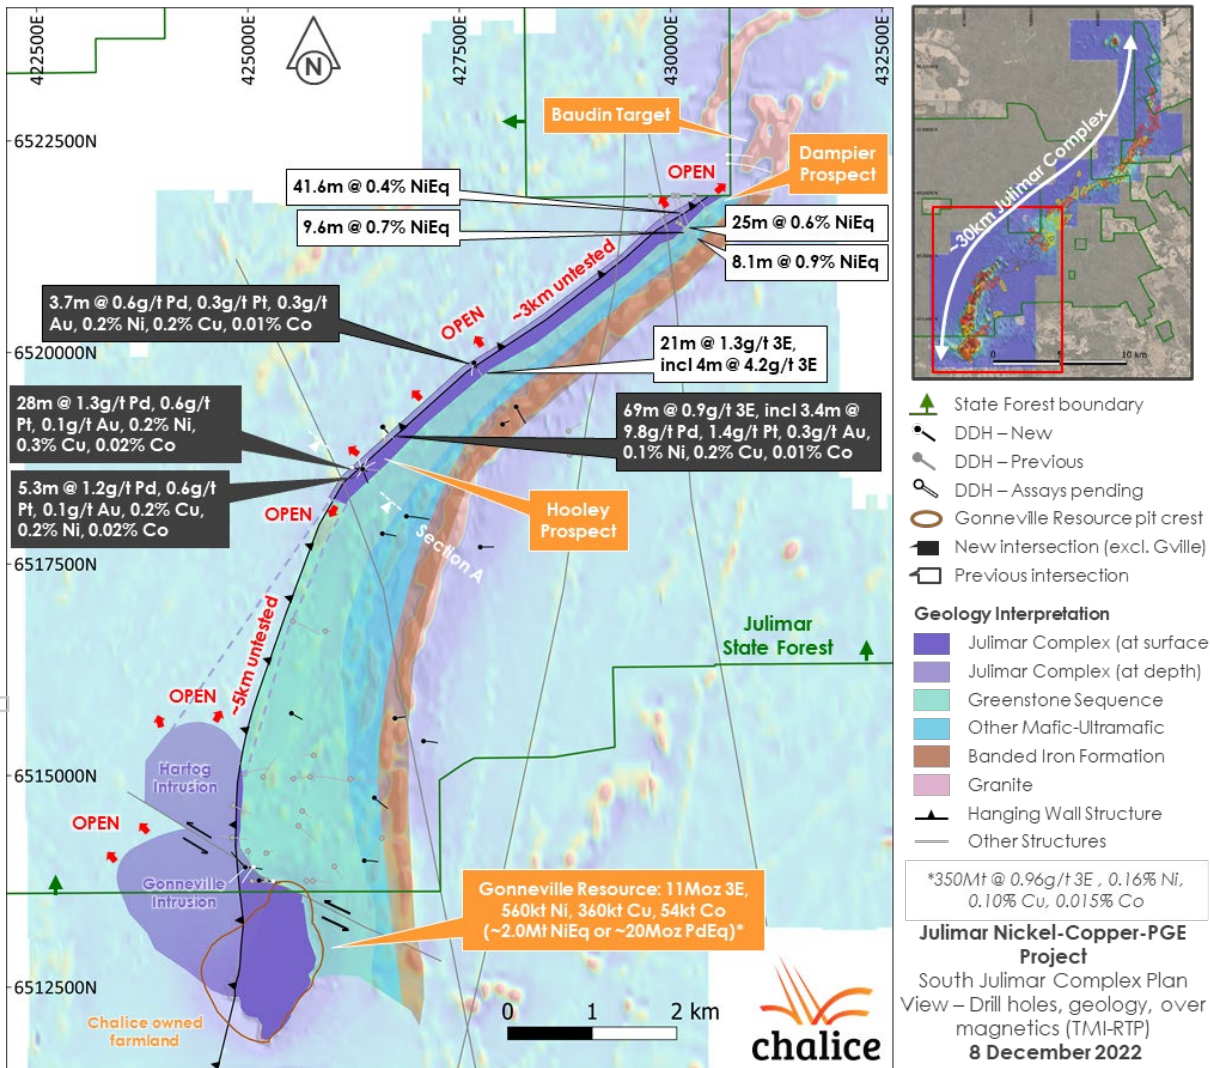 422500E
425000E
427500E
430000E
432500E
N
6522500N
6520000N
6517500N
6515000N
6512500N
Baudin Target
Dampier
Prospect
OPEN
41.6m @ 0.4% NiEq
9.6m @ 0.7% NiEq
25m @ 0.6% NiEq
8.1m @ 0.9% NiEq
~3km untested
3.7m @ 0.6g/t Pd, 0.3g/t Pt, 0.3g/t
Au, 0.2% Ni, 0.2% Cu, 0.01% Co
OPEN
21m @ 1.3g/t 3E,
incl 4m @ 4.2g/t 3E
28m @ 1.3g/t Pd, 0.6g/t
Pt, 0.1g/t Au, 0.2% Ni,
0.3% Cu, 0.02% Co
69m @ 0.9g/t 3E, incl 3.4m @
9.8g/t Pd, 1.4g/t Pt, 0.3g/t Au,
0.1% Ni, 0.2% Cu, 0.01% Co
5.3m @ 1.2g/t Pd, 0.6g/t
Pt, 0.1g/t Au, 0.2% Cu,
0.2% Ni, 0.02% Co
OPEN
Hooley
Prospect
Section A
~5km untested
Julimar
State Forest
OPEN
Hartog
Intrusion
OPEN
Gonneville
Intrusion
Gonneville Resource: 11Moz 3E,
560kt Ni, 360kt Cu, 54kt Co
(~2.0Mt NiEq or ~20Moz PdEq)*
Chalice owned
farmland
0 1 2 km
chalice
~30km Julimar Complex
0 5 10 km
State Forest boundary
DDH – New
DDH – Previous
DDH – Assays pending
Gonneville Resource pit crest
New intersection (excl. Gville)
Previous intersection
Geology Interpretation
Julimar Complex (at surface
Julimar Complex (at depth)
Greenstone Sequence
Other Mafic-Ultramafic
Banded Iron Formation
Granite
Hanging Wall Structure
Other Structures
*350Mt @ 0.96g/t 3E , 0.16% Ni,
0.10% Cu, 0.015% Co
Julimar Nickel-Copper-PGE
Project
South Julimar Complex Plan
View – Drill holes, geology, over
magnetics (TMI-RTP)
8 December 2022